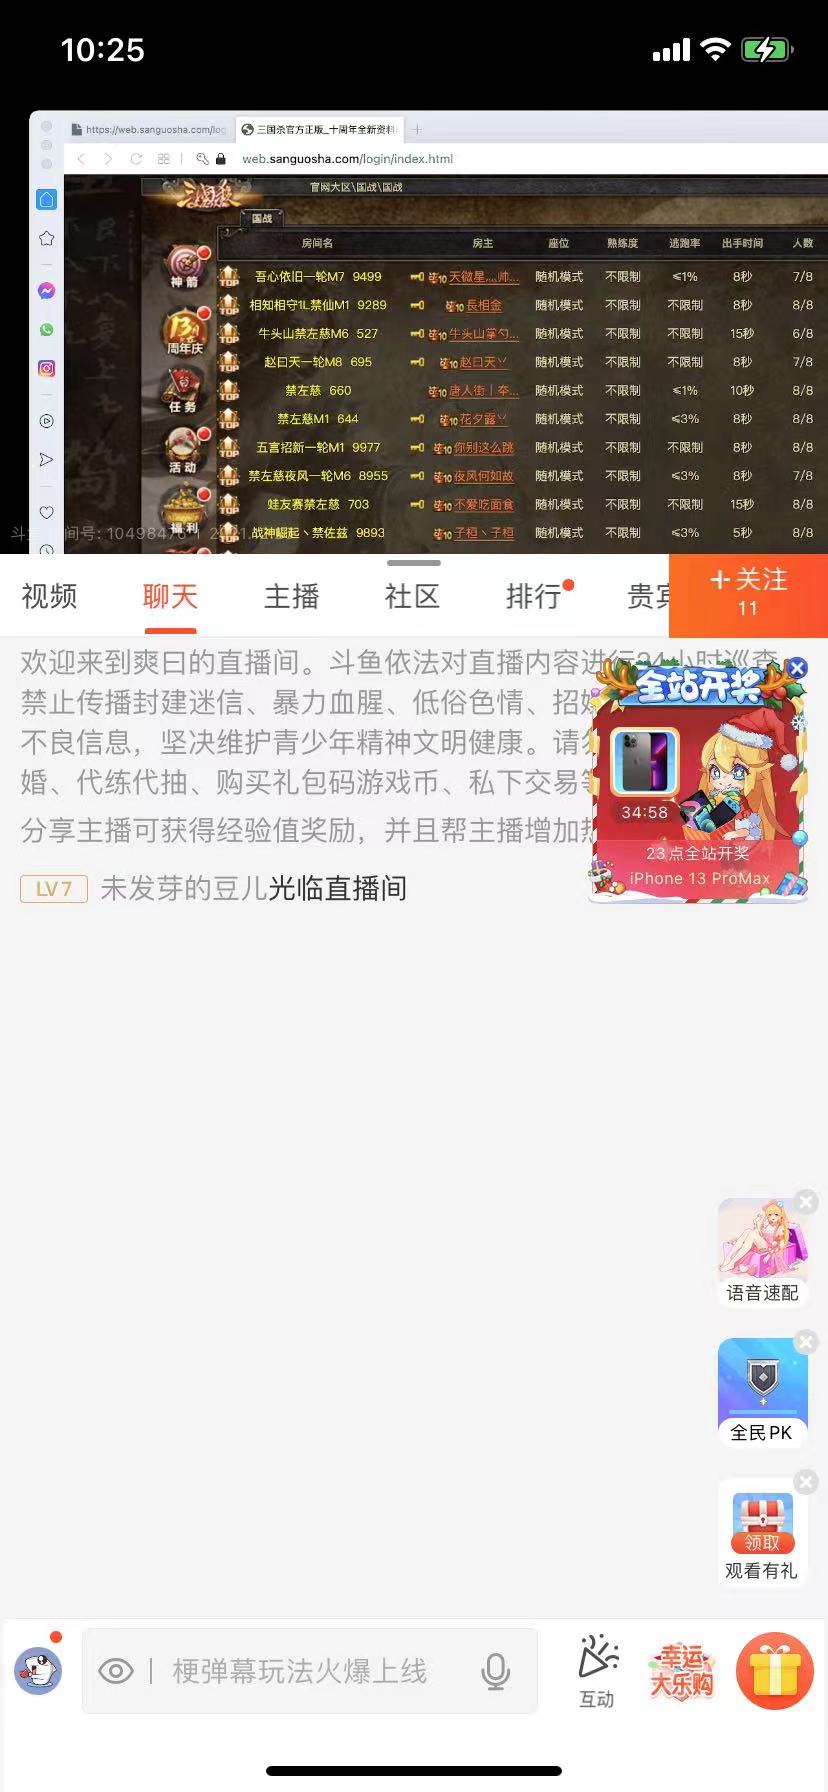 10:25
https://web.sanguosha.com/log
三国杀官方正版_十周年全新资料
web.sanguosha.com/login/index.html
官网大区\国战\国战
国战
房间名 房主 座位 熟练度 逃跑率 出手时间 人数
TOP 吾心依旧一轮M7 9499 随机模式 不限制 ≤1% 8秒 7/8
TOP 相知相守1L禁仙M1 9289 長相金 随机模式 不限制 不限制 8秒 8/8
TOP 牛头山禁左慈M6 527 牛头山掌勺... 随机模式 不限制 不限制 15秒 6/8
TOP 赵曰天一轮M8 695 赵曰天丷 随机模式 不限制 不限制 8秒 7/8
TOP 禁左慈 660 随机模式 不限制 ≤1% 10秒 8/8
TOP 禁左慈M1 644 花夕露丷 随机模式 不限制 ≤3% 8秒 8/8
TOP 五言招新一轮M1 9977 你别这么跳 随机模式 不限制 不限制 8秒 8/8
TOP 禁左慈夜风一轮M6 8955 夜风何如故 随机模式 不限制 ≤3% 8秒 7/8
TOP 蛙友赛禁左慈 703 不爱吃面食 随机模式 不限制 不限制 15秒 8/8
TOP 战神崛起丶禁佐兹 9893 子桓丶子桓 随机模式 不限制 ≤3% 5秒 8/8
神箭
13th
周年庆
任务
活动
福利
视频 聊天 主播 社区 排行 贵宾
+关注
11
欢迎来到爽曰的直播间。斗鱼依法对直播内容进行24小时巡查
禁止传播封建迷信、暴力血腥、低俗色情、招嫖
不良信息，坚决维护青少年精神文明健康。请勿
婚、代练代抽、购买礼包码游戏币、私下交易等
分享主播可获得经验值奖励，并且帮主播增加热
LV7 未发芽的豆儿光临直播间
全站开奖
34:58
23点全站开奖
iPhone 13 ProMax
语音速配
全民PK
领取
观看有礼
梗弹幕玩法火爆上线
互动
幸运
大乐购